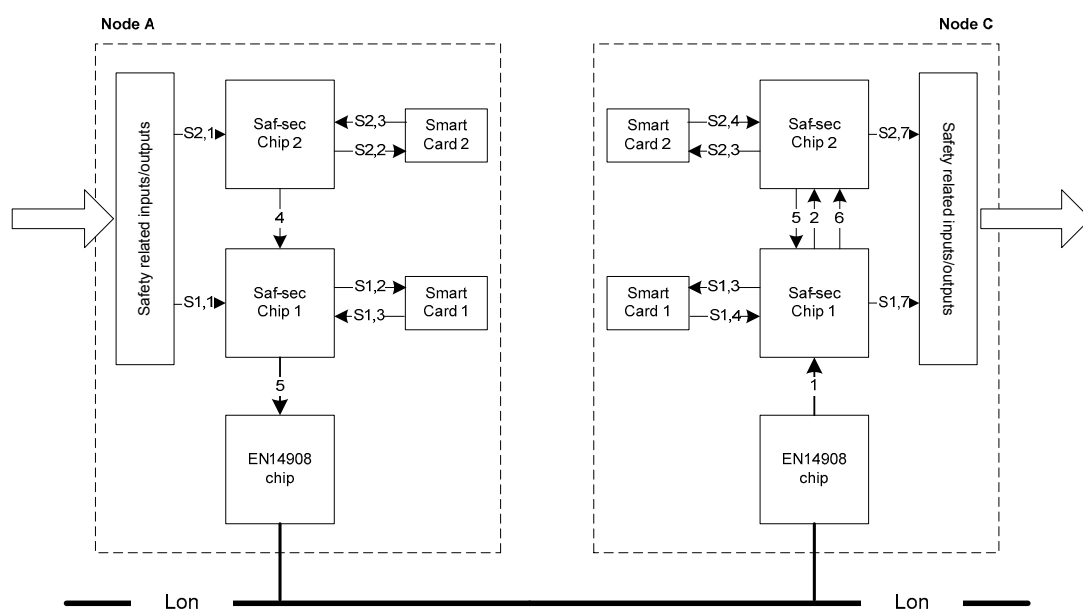 Node A
Node C
Safety related inputs/outputs
S2,1
Saf-sec
Chip 2
S2,3
S2,2
Smart
Card 2
4
S1,1
Saf-sec
Chip 1
S1,2
S1,3
Smart
Card 1
5
EN14908
chip
Smart
Card 2
S2,4
S2,3
Saf-sec
Chip 2
S2,7
Safety related inputs/outputs
5
2
6
Smart
Card 1
S1,3
S1,4
Saf-sec
Chip 1
S1,7
1
EN14908
chip
Lon
Lon